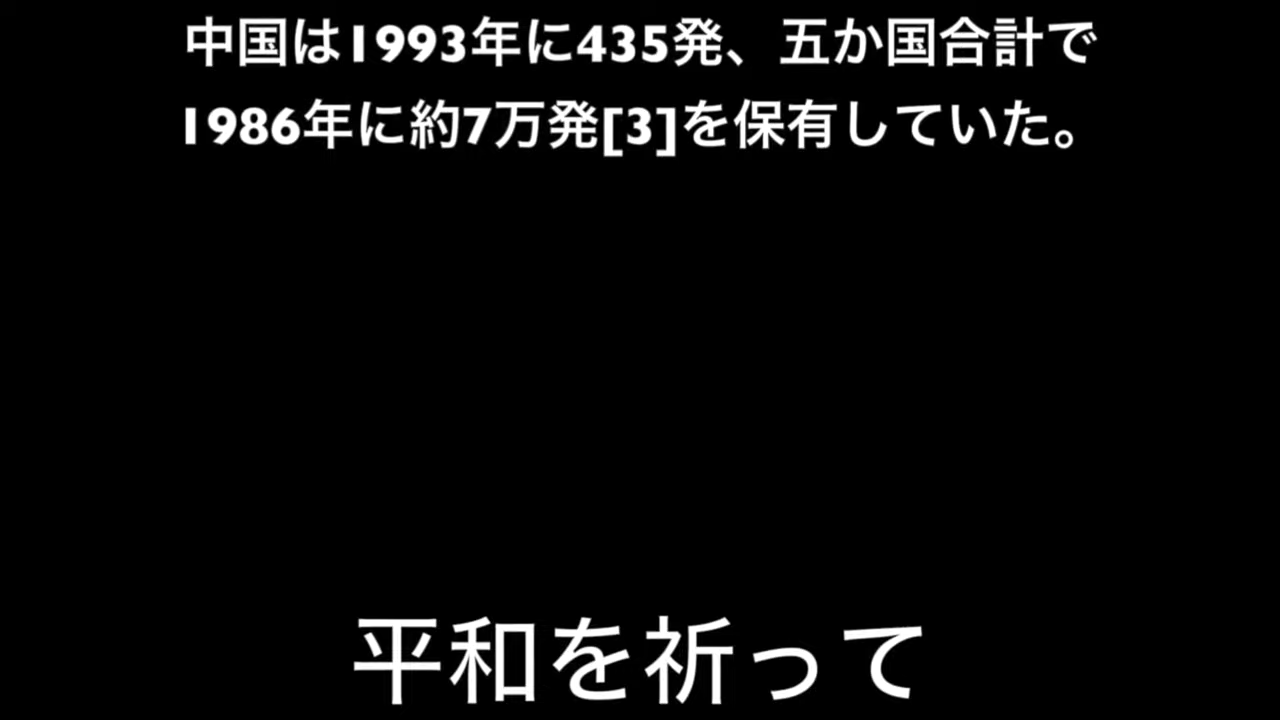 中国は1993年に435発、五か国合計で
1986年に約7万発[3]を保有していた。
平和を祈って